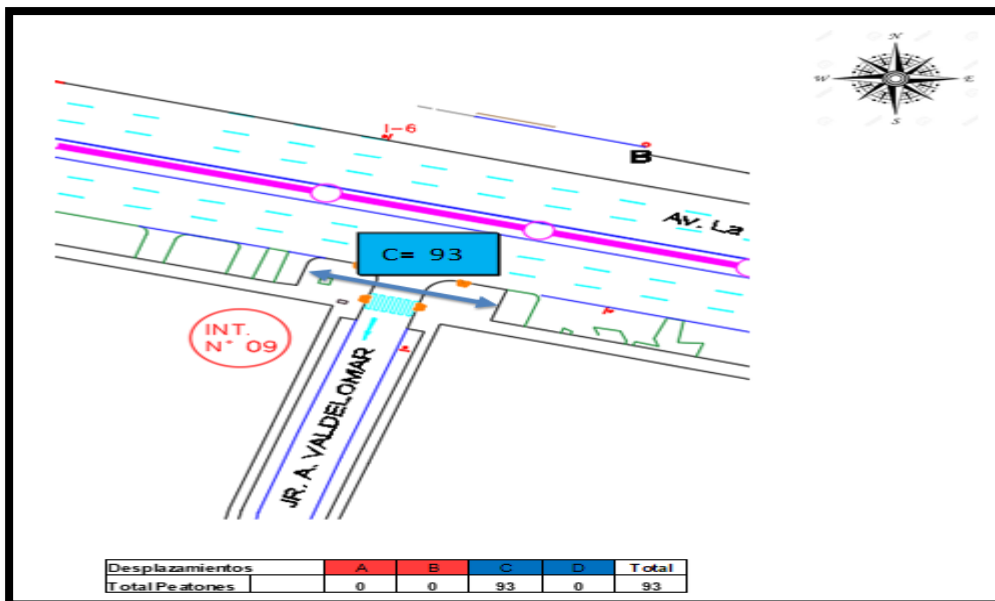 N
W
E
S
I-6
B
Av. La
C= 93
INT.
N° 09
JR. A. VALDELOMAR
Desplazamientos A B C D Total
Total Peatones 0 0 93 0 93